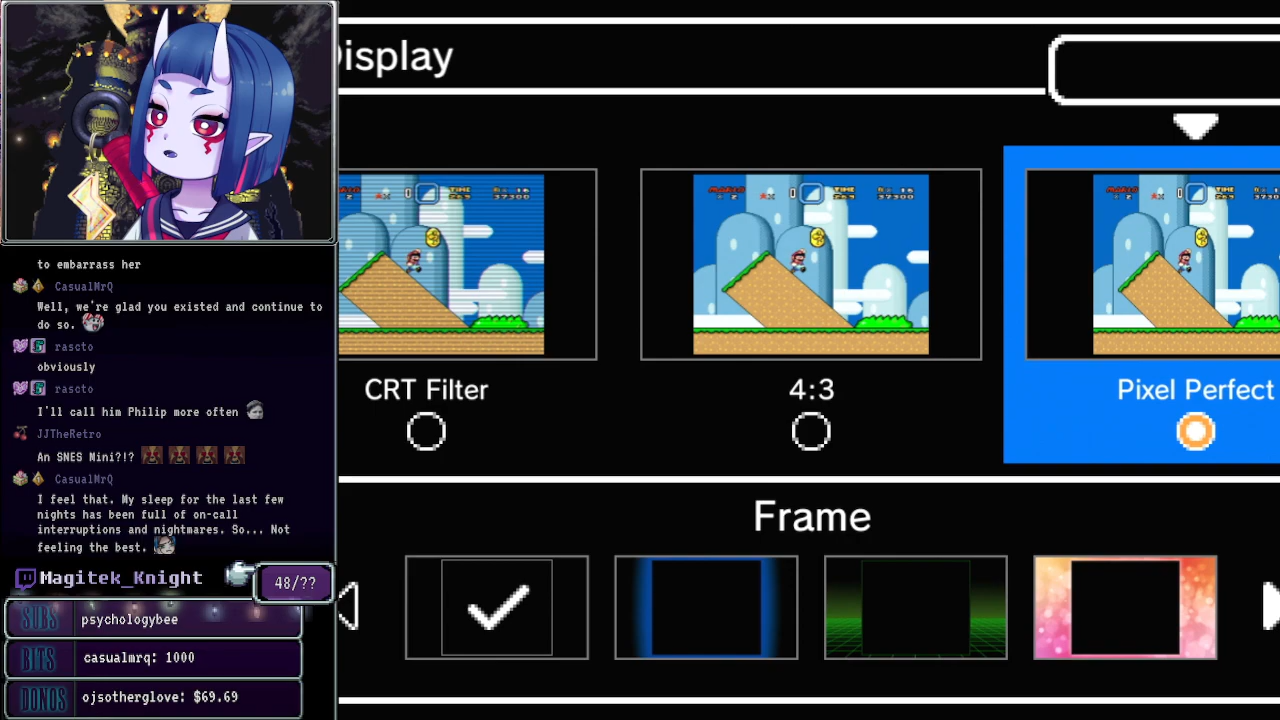 Display
CRT Filter
4:3
Pixel Perfect
Frame
to embarrass her
CasualMrQ
Well, we're glad you existed and continue to
do so.
rascto
obviously
rascto
I'll call him Philip more often
JJTheRetro
An SNES Mini?!?
CasualMrQ
I feel that. My sleep for the last few
nights has been full of on-call
interruptions and nightmares. So... Not
feeling the best.
Magitek_Knight
48/??
SUBS
psychologybee
BITS
casualmrq: 1000
DONOS
ojsotherglove: $69.69